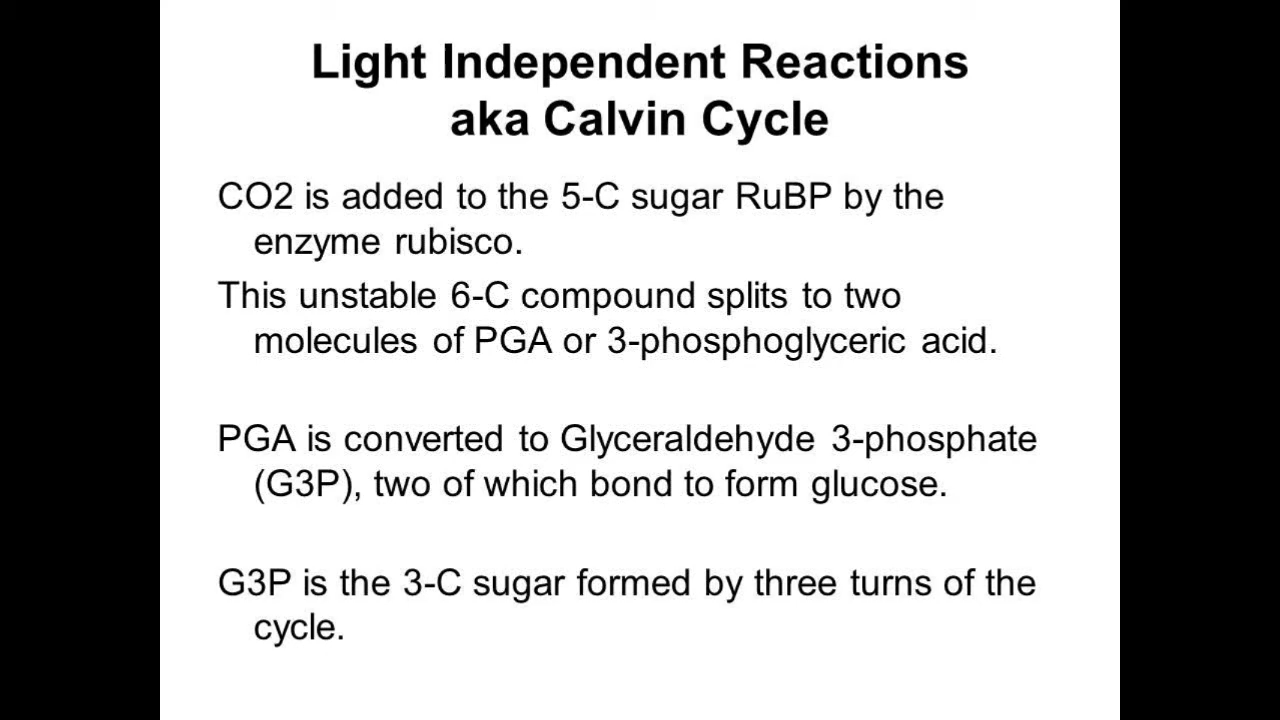 Light Independent Reactions
aka Calvin Cycle
CO2 is added to the 5-C sugar RuBP by the
enzyme rubisco.
This unstable 6-C compound splits to two
molecules of PGA or 3-phosphoglyceric acid.
PGA is converted to Glyceraldehyde 3-phosphate
(G3P), two of which bond to form glucose.
G3P is the 3-C sugar formed by three turns of the
cycle.